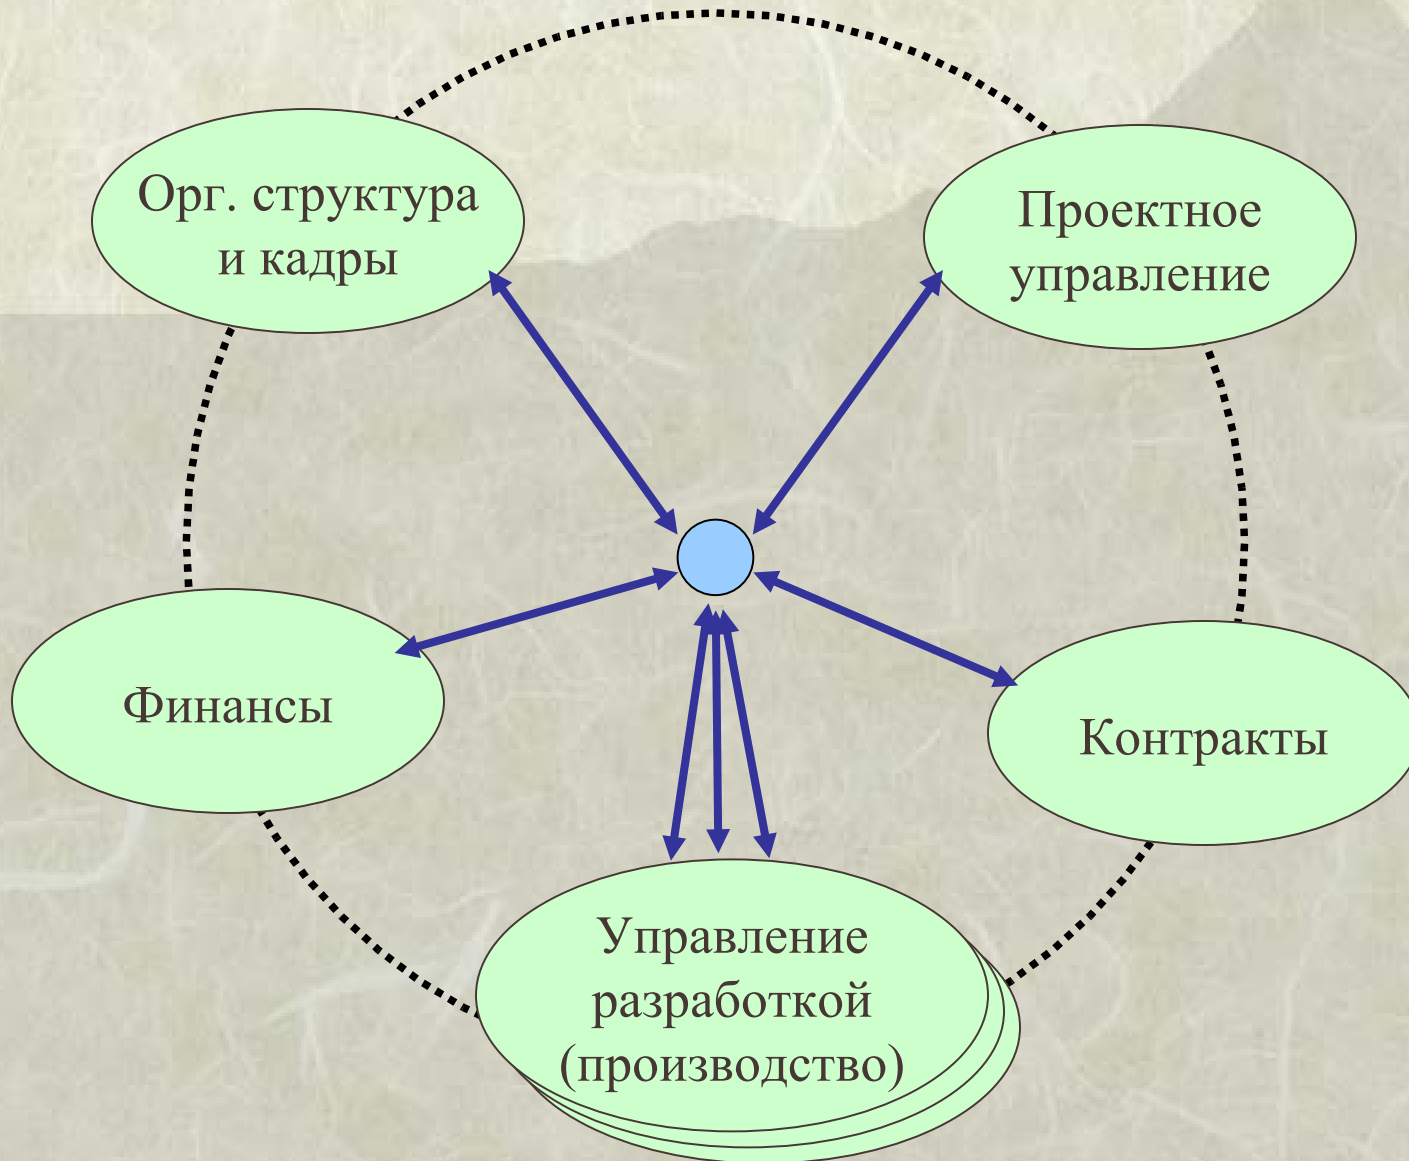 Орг. структура
и кадры
Проектное
управление
Финансы
Контракты
Управление
разработкой
(производство)